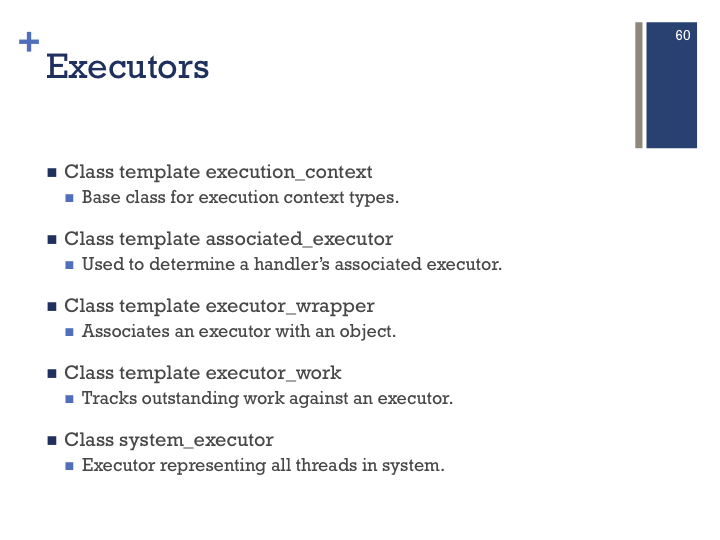 60
+
Executors
Class template execution_context
Base class for execution context types.
Class template associated_executor
Used to determine a handler’s associated executor.
Class template executor_wrapper
Associates an executor with an object.
Class template executor_work
Tracks outstanding work against an executor.
Class system_executor
Executor representing all threads in system.